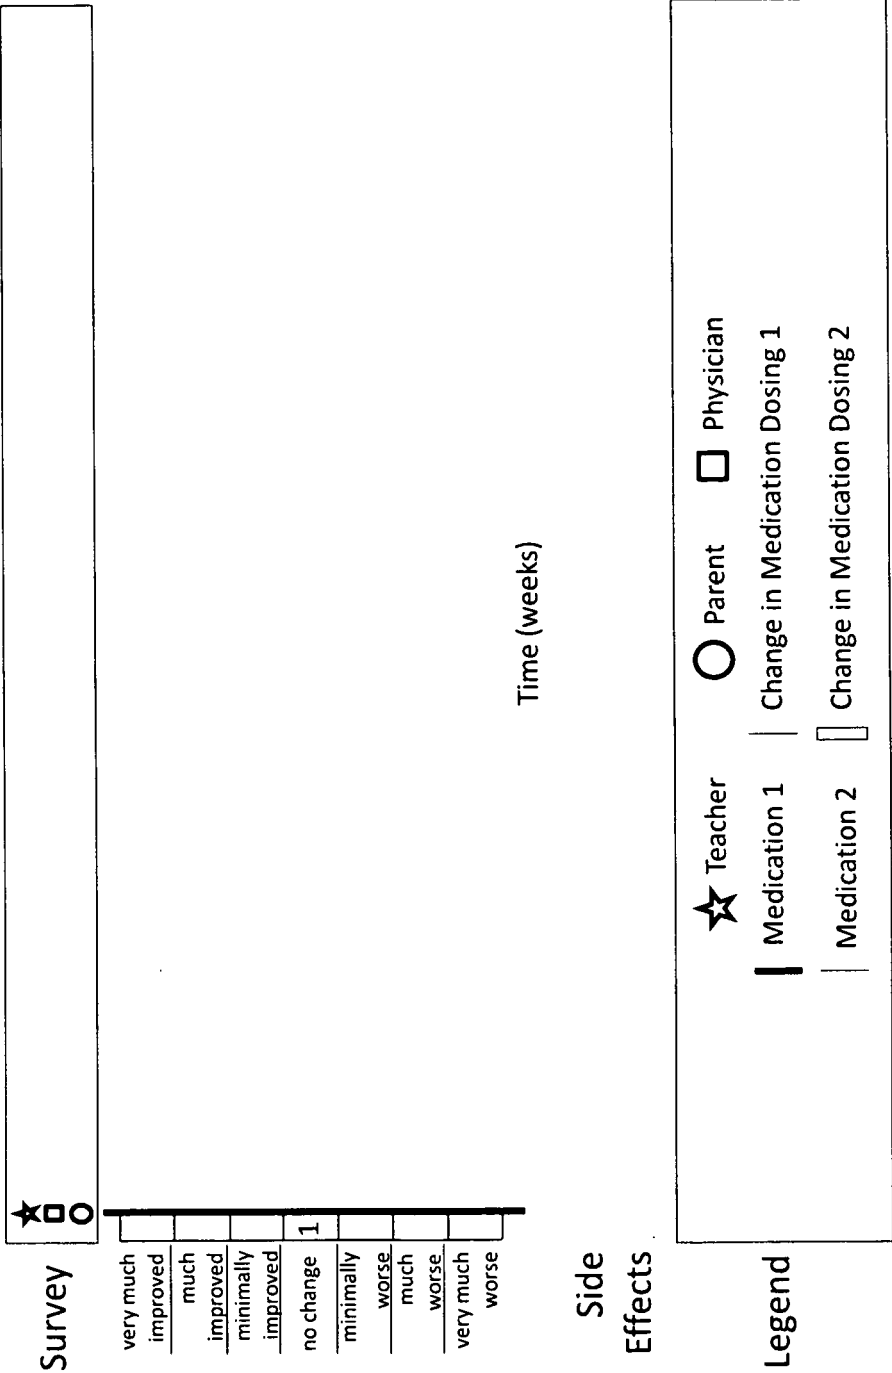 Survey
very much
improved
much
improved
minimally
improved
no change
1
minimally
worse
much
worse
very much
worse
Time (weeks)
Side
Effects
Legend
Teacher
Parent
Physician
Medication 1
Change in Medication Dosing 1
Medication 2
Change in Medication Dosing 2